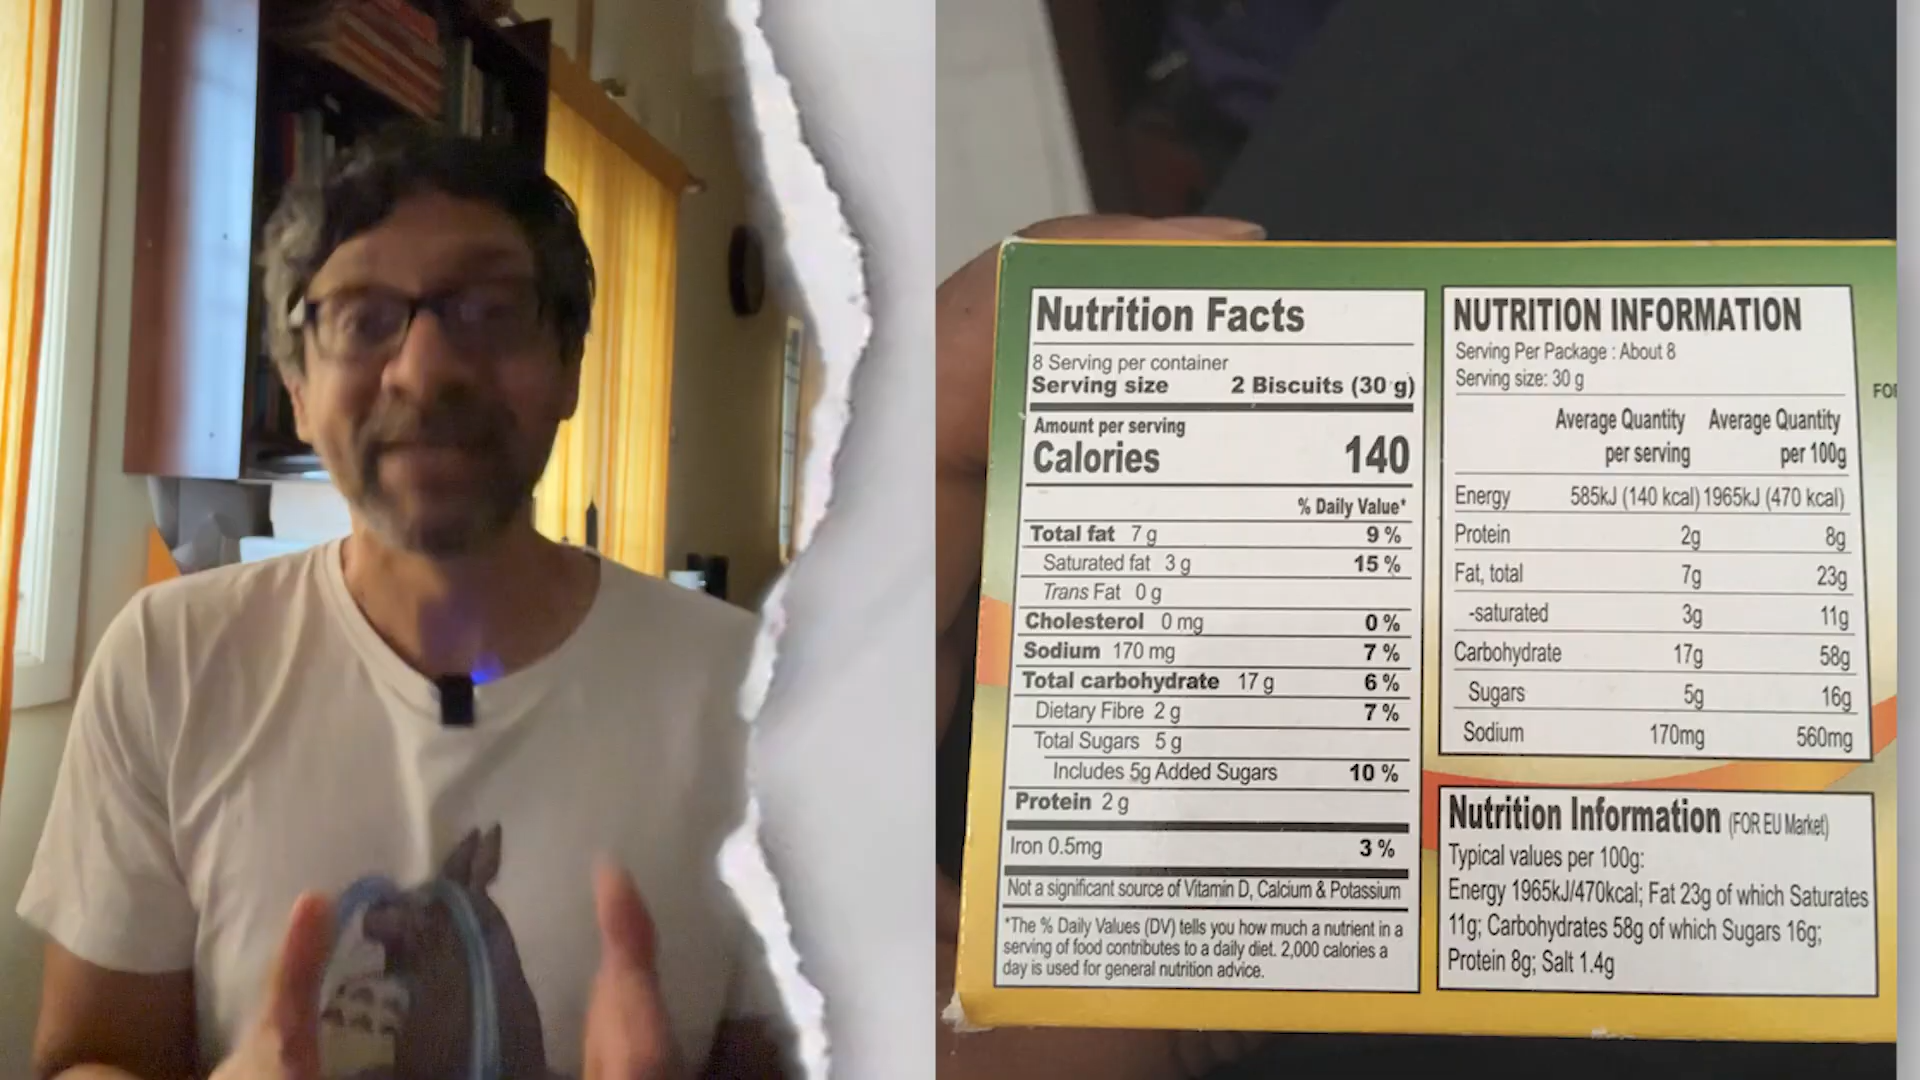 Nutrition Facts
8 Serving per container
Serving size 2 Biscuits (30 g)
Amount per serving
Calories 140
% Daily Value*
Total fat 7 g 9 %
Saturated fat 3 g 15 %
Trans Fat 0 g
Cholesterol 0 mg 0 %
Sodium 170 mg 7 %
Total carbohydrate 17 g 6 %
Dietary Fibre 2 g 7 %
Total Sugars 5 g
Includes 5g Added Sugars 10 %
Protein 2 g
Iron 0.5mg 3 %
Not a significant source of Vitamin D, Calcium & Potassium
*The % Daily Values (DV) tells you how much a nutrient in a
serving of food contributes to a daily diet. 2,000 calories a
day is used for general nutrition advice.
NUTRITION INFORMATION
Serving Per Package : About 8
Serving size: 30 g
Average Quantity Average Quantity
per serving per 100g
Energy 585kJ (140 kcal) 1965kJ (470 kcal)
Protein 2g 8g
Fat, total 7g 23g
-saturated 3g 11g
Carbohydrate 17g 58g
Sugars 5g 16g
Sodium 170mg 560mg
Nutrition Information (FOR EU Market)
Typical values per 100g:
Energy 1965kJ/470kcal; Fat 23g of which Saturates
11g; Carbohydrates 58g of which Sugars 16g;
Protein 8g; Salt 1.4g